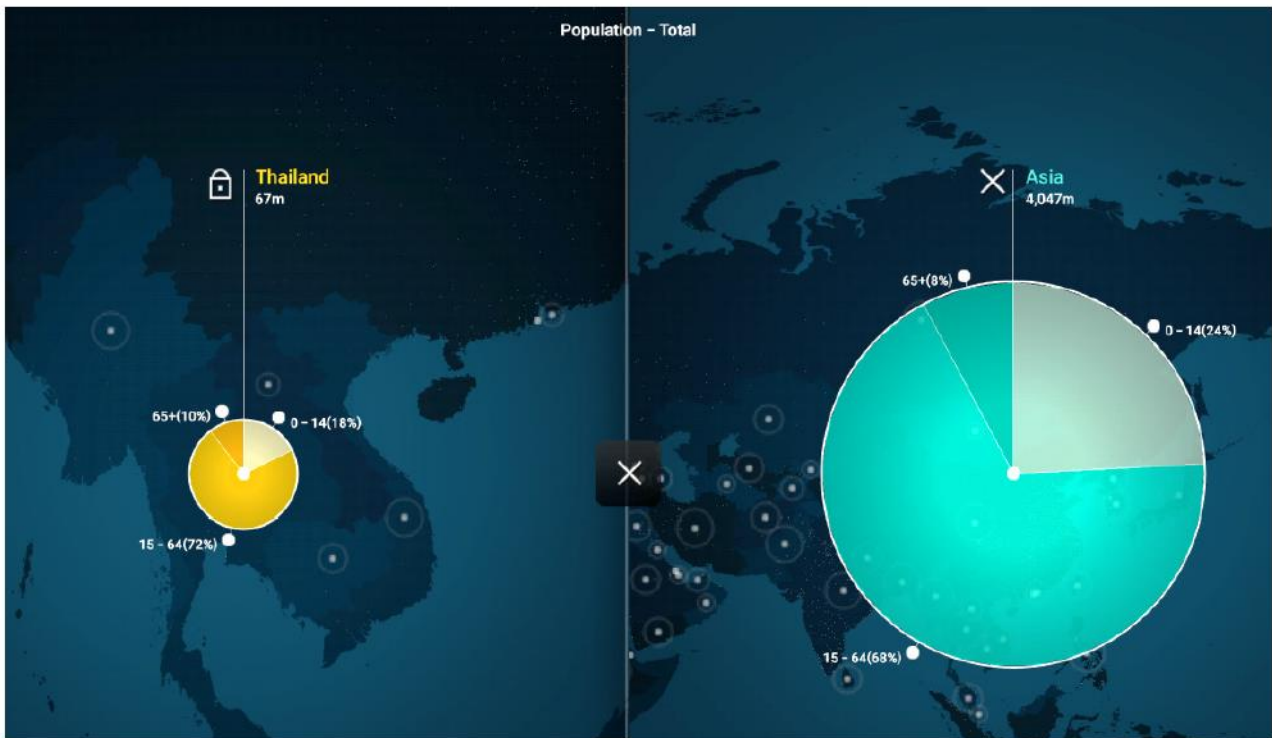 Population – Total
Thailand
67m
65+(10%)
0 – 14(18%)
15 – 64(72%)
Asia
4,047m
65+(8%)
0 – 14(24%)
15 – 64(68%)